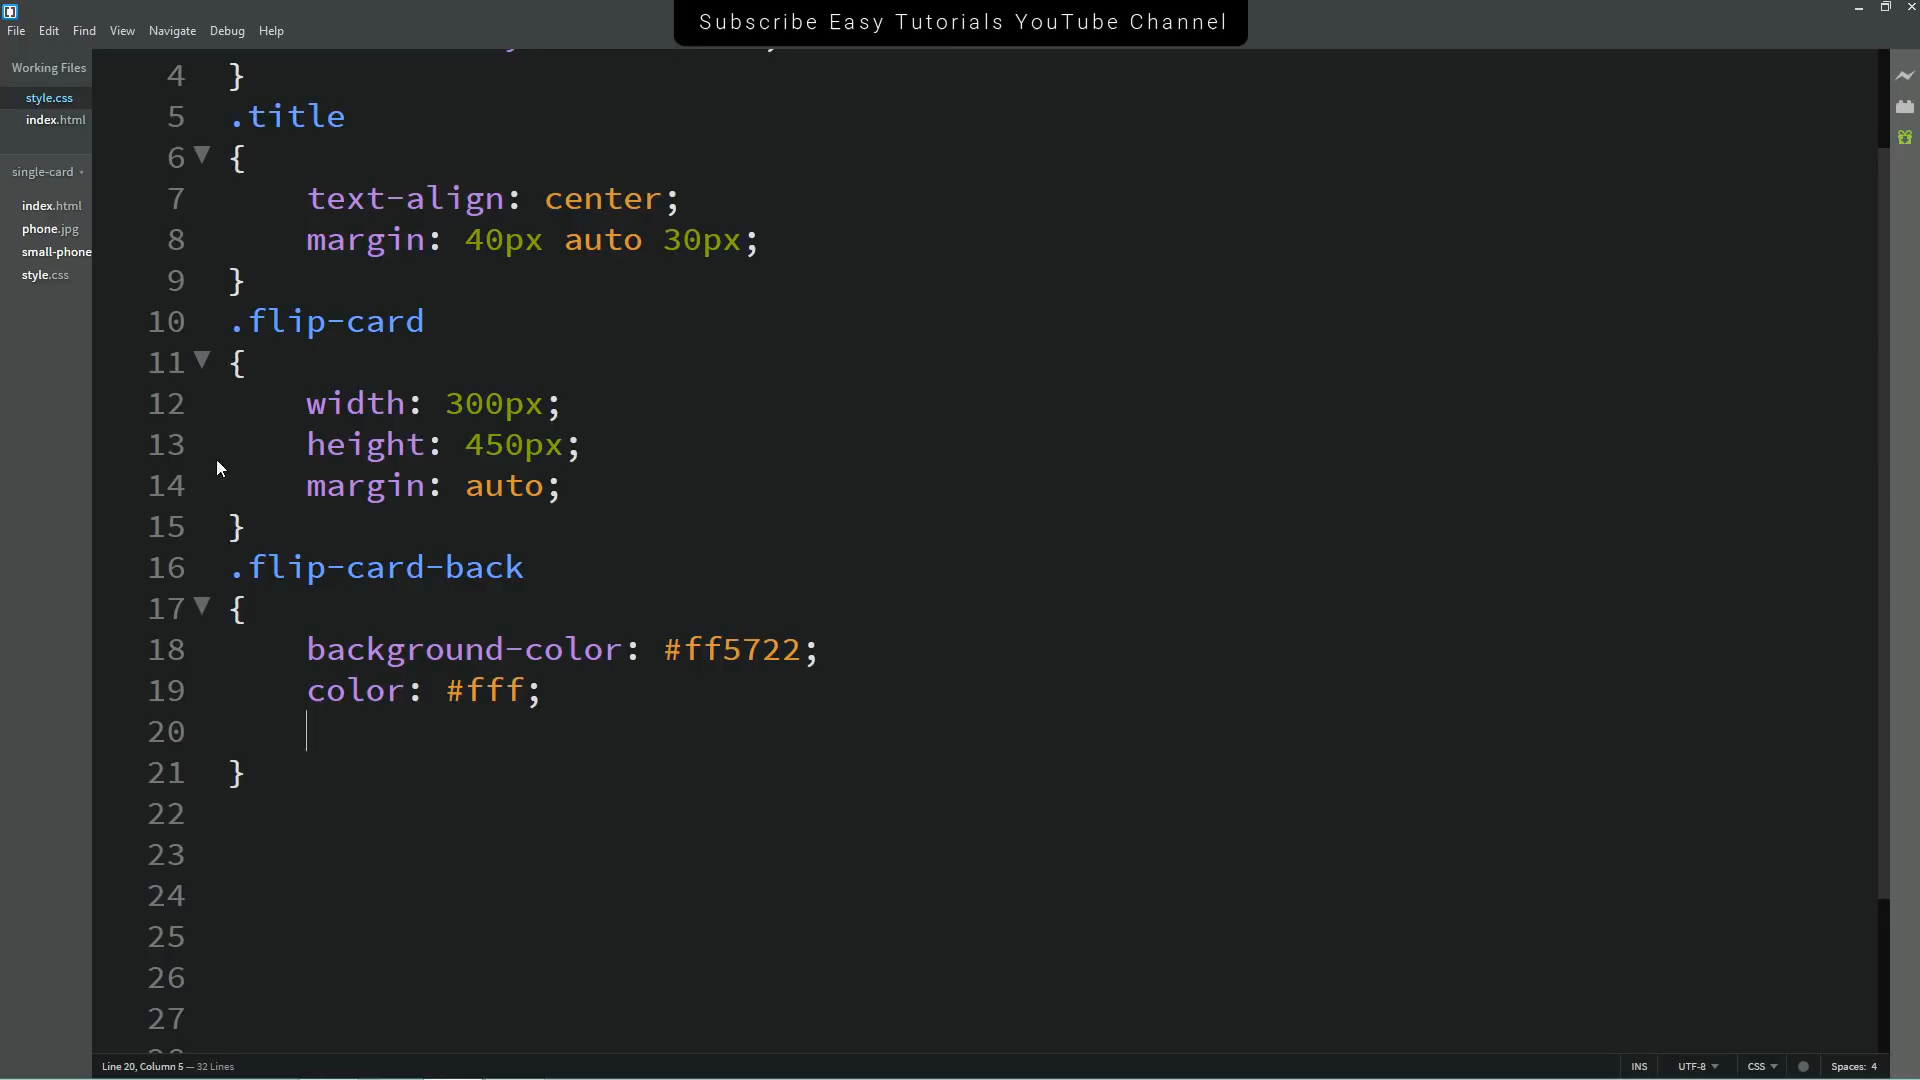 Subscribe Easy Tutorials YouTube Channel
File Edit Find View Navigate Debug Help
Working Files
style.css
index.html
single-card
index.html
phone.jpg
small-phone
style.css
4 }
5 .title
6 {
7 text-align: center;
8 margin: 40px auto 30px;
9 }
10 .flip-card
11 {
12 width: 300px;
13 height: 450px;
14 margin: auto;
15 }
16 .flip-card-back
17 {
18 background-color: #ff5722;
19 color: #fff;
20
21 }
22
23
24
25
26
27
Line 20, Column 5 — 32 Lines
INS UTF-8 CSS Spaces: 4